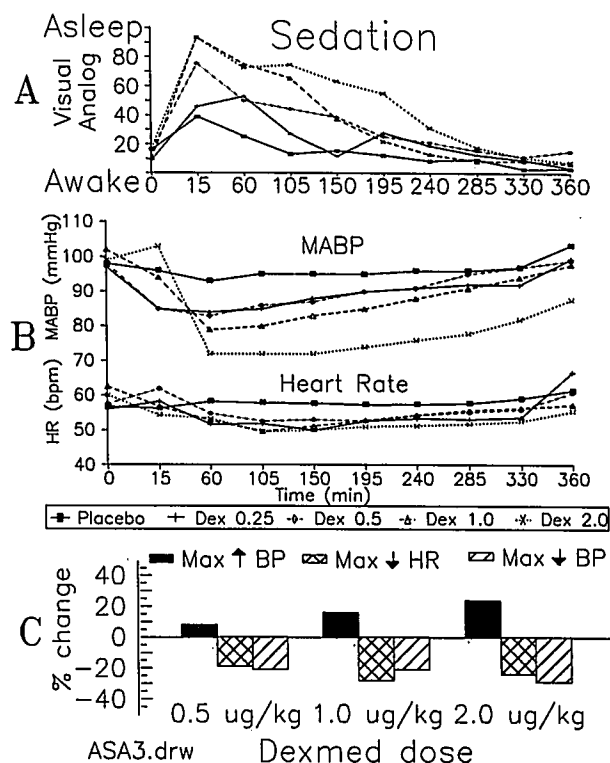 Asleep Sedation
A
Visual
Analog
80
60
40
20
Awake
0 15 60 105 150 195 240 285 330 360
B
MABP (mmHg)
HR (bpm)
110
100
90
80
70
60
50
40
MABP
Heart Rate
0 15 60 105 150 195 240 285 330 360
Time (min)
Placebo Dex 0.25 Dex 0.5 Dex 1.0 Dex 2.0
C
Max ↑ BP Max ↓ HR Max ↓ BP
% change
40
20
0
-20
-40
0.5 ug/kg 1.0 ug/kg 2.0 ug/kg
ASA3.drw Dexmed dose